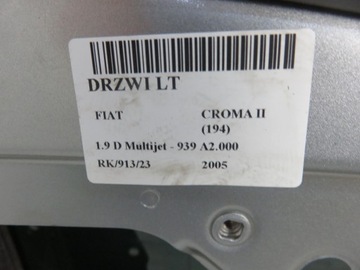 DRZWI LT
FIAT CROMA II
(194)
1.9 D Multijet - 939 A2.000
RK/913/23 2005